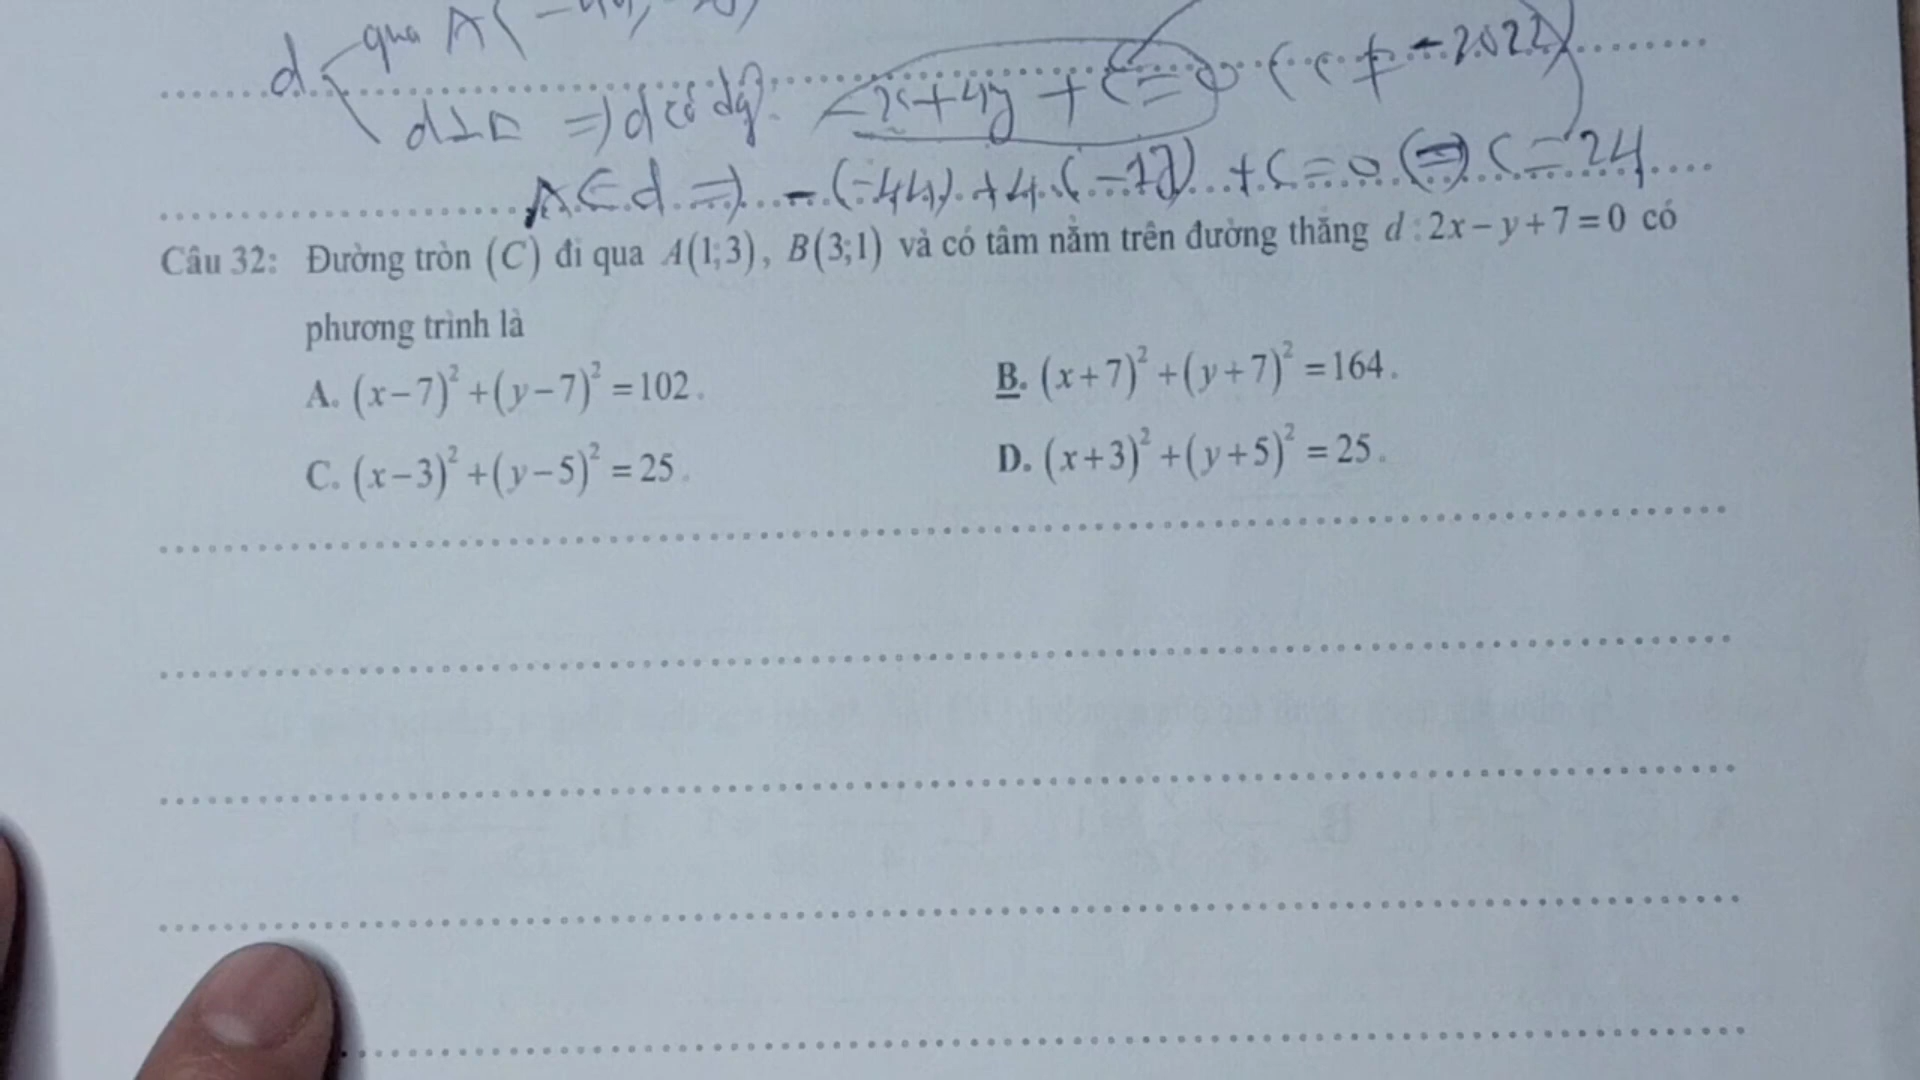 d qua A(-44;
d⊥Δ => d có dạng: -x+4y+c=0 (c ≠ -2022)
A∈d => -(-44)+4.(-17)+c=0 <=> c=24
Câu 32: Đường tròn (C) đi qua A(1;3), B(3;1) và có tâm nằm trên đường thẳng d:2x-y+7=0 có
phương trình là
A. (x-7)²+(y-7)²=102. B. (x+7)²+(y+7)²=164.
C. (x-3)²+(y-5)²=25. D. (x+3)²+(y+5)²=25.